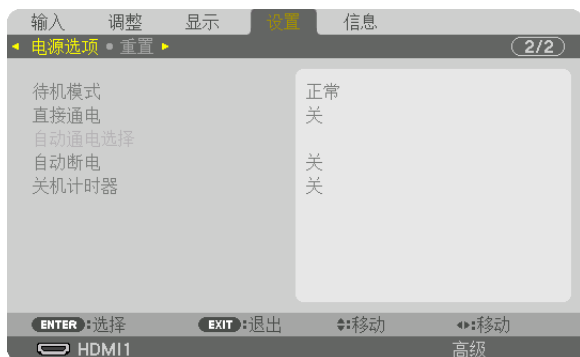 输入 调整 显示 设置 信息
◀ 电源选项 ● 重置 ▶ 2/2
待机模式 正常
直接通电 关
自动通电选择
自动断电 关
关机计时器 关
ENTER:选择 EXIT:退出 ◆:移动 ◀▶:移动
HDMI1 高级